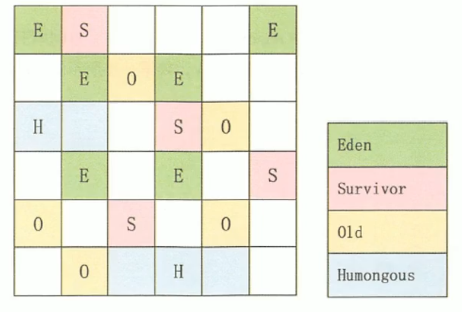 E S E
E O E
H S O
E E S
O S O
O H
Eden
Survivor
Old
Humongous